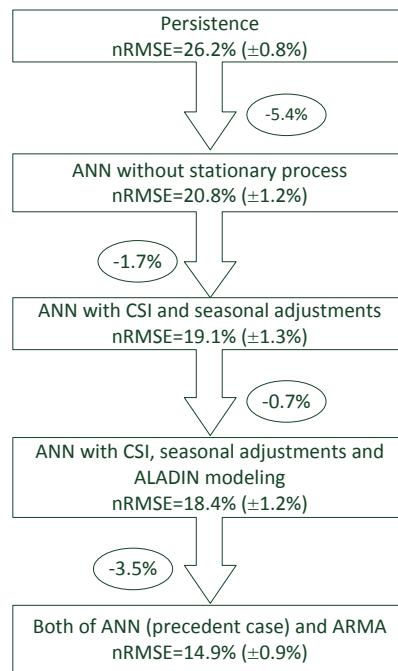 Persistence
nRMSE=26.2% (±0.8%)
-5.4%
ANN without stationary process
nRMSE=20.8% (±1.2%)
-1.7%
ANN with CSI and seasonal adjustments
nRMSE=19.1% (±1.3%)
-0.7%
ANN with CSI, seasonal adjustments and
ALADIN modeling
nRMSE=18.4% (±1.2%)
-3.5%
Both of ANN (precedent case) and ARMA
nRMSE=14.9% (±0.9%)